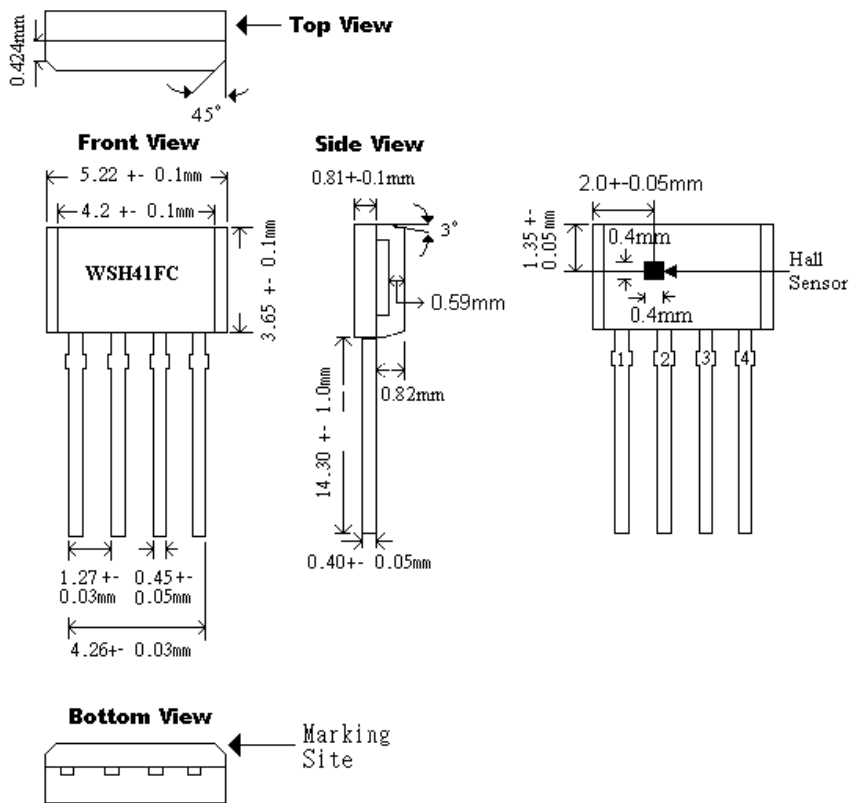 Top View
0.424mm
45°
Front View
5.22 +- 0.1mm
4.2 +- 0.1mm
WSH41FC
3.65 +- 0.1mm
1.27+-
0.03mm
0.45+-
0.05mm
4.26+- 0.03mm
Side View
0.81+-0.1mm
3°
0.59mm
0.82mm
14.30 +- 1.0mm
0.40+- 0.05mm
2.0+-0.05mm
1.35 +-
0.05mm
0.4mm
0.4mm
Hall
Sensor
1 2 3 4
Bottom View
Marking
Site